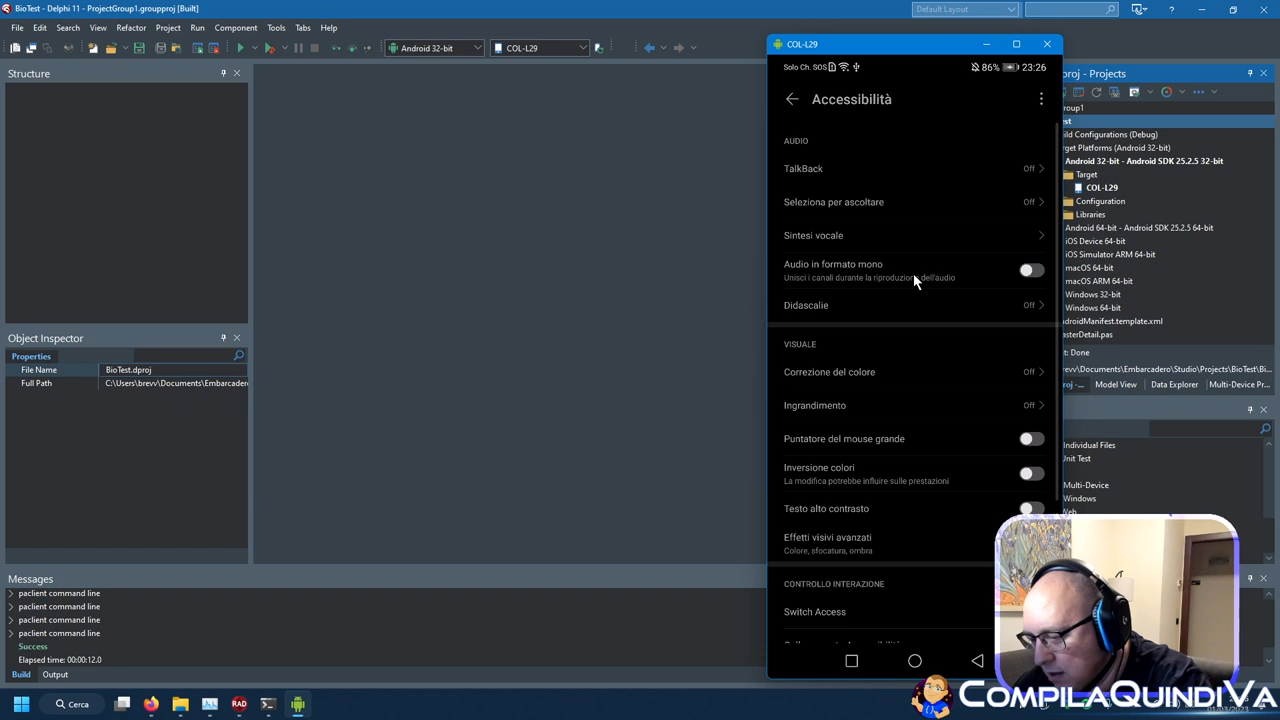 BioTest - Delphi 11 - ProjectGroup1.groupproj [Built]
Default Layout
File Edit Search View Refactor Project Run Component Tools Tabs Help
Android 32-bit
COL-L29
Structure
Object Inspector
Properties
File Name BioTest.dproj
Full Path C:\Users\brevv\Documents\Embarcadero
Messages
paclient command line
paclient command line
paclient command line
paclient command line
Success
Elapsed time: 00:00:12.0
Build Output
COL-L29
Solo Ch. SOS 86% 23:26
Accessibilità
AUDIO
TalkBack Off
Seleziona per ascoltare Off
Sintesi vocale
Audio in formato mono
Unisci i canali durante la riproduzione dell'audio
Didascalie Off
VISUALE
Correzione del colore Off
Ingrandimento Off
Puntatore del mouse grande
Inversione colori
La modifica potrebbe influire sulle prestazioni
Testo alto contrasto
Effetti visivi avanzati
Colore, sfocatura, ombra
CONTROLLO INTERAZIONE
Switch Access
proj - Projects
Group1
est
ild Configurations (Debug)
rget Platforms (Android 32-bit)
Android 32-bit - Android SDK 25.2.5 32-bit
Target
COL-L29
Configuration
Libraries
Android 64-bit - Android SDK 25.2.5 64-bit
iOS Device 64-bit
iOS Simulator ARM 64-bit
macOS 64-bit
macOS ARM 64-bit
Windows 32-bit
Windows 64-bit
ndroidManifest.template.xml
asterDetail.pas
t: Done
evv\Documents\Embarcadero\Studio\Projects\BioTest\Bi...
roj -... Model View Data Explorer Multi-Device Pr...
ndividual Files
nit Test
Multi-Device
Windows
Web
Cerca
COMPILAQUINDIVA